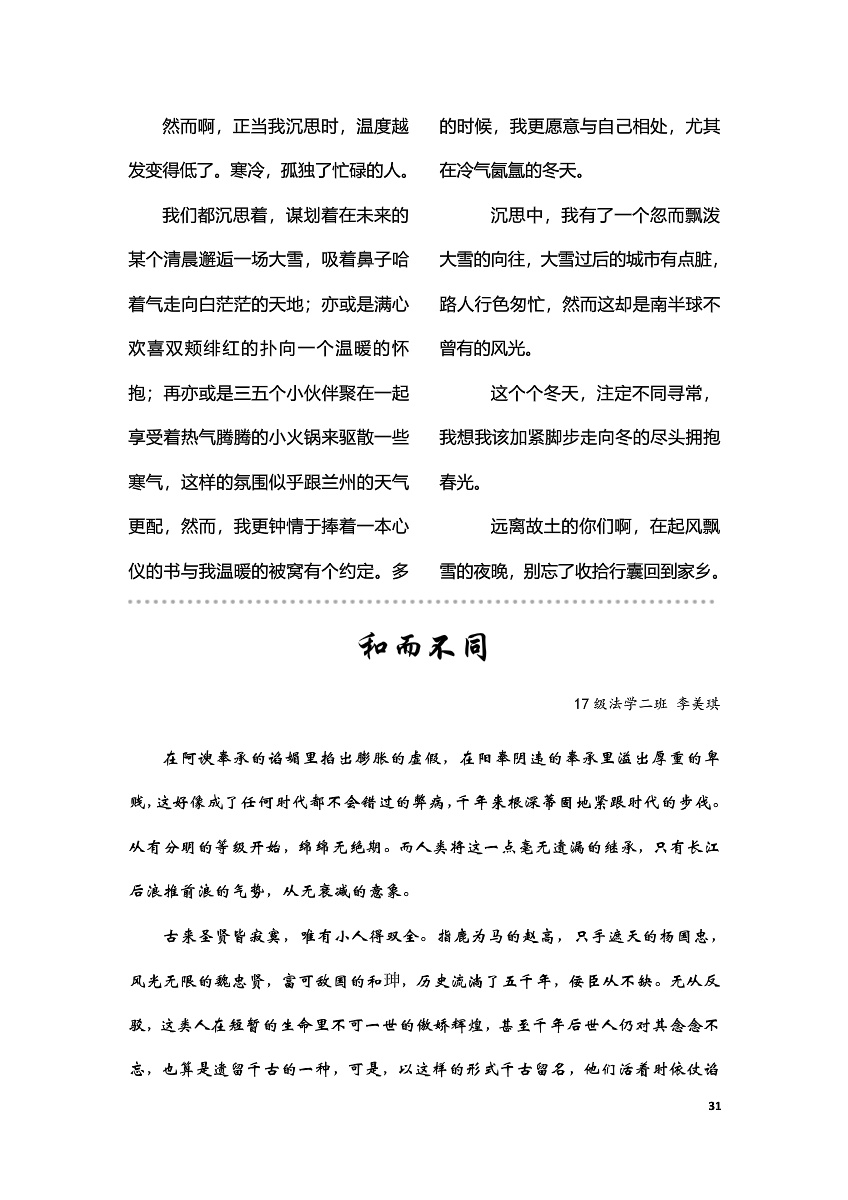 然而啊，正当我沉思时，温度越
发变得低了。寒冷，孤独了忙碌的人。
我们都沉思着，谋划着在未来的
某个清晨邂逅一场大雪，吸着鼻子哈
着气走向白茫茫的天地；亦或是满心
欢喜双颊绯红的扑向一个温暖的怀
抱；再亦或是三五个小伙伴聚在一起
享受着热气腾腾的小火锅来驱散一些
寒气，这样的氛围似乎跟兰州的天气
更配，然而，我更钟情于捧着一本心
仪的书与我温暖的被窝有个约定。多
的时候，我更愿意与自己相处，尤其
在冷气氤氲的冬天。
沉思中，我有了一个忽而飘泼
大雪的向往，大雪过后的城市有点脏，
路人行色匆忙，然而这却是南半球不
曾有的风光。
这个个冬天，注定不同寻常，
我想我该加紧脚步走向冬的尽头拥抱
春光。
远离故土的你们啊，在起风飘
雪的夜晚，别忘了收拾行囊回到家乡。
和而不同
17 级法学二班 李美琪
在阿谀奉承的谄媚里掐出膨胀的虚假，在阳奉阴违的奉承里溢出厚重的卑
贱，这好像成了任何时代都不会错过的弊病，千年来根深蒂固地紧跟时代的步伐。
从有分明的等级开始，绵绵无绝期。而人类将这一点毫无遗漏的继承，只有长江
后浪推前浪的气势，从无衰减的意象。
古来圣贤皆寂寞，唯有小人得双全。指鹿为马的赵高，只手遮天的杨国忠，
风光无限的魏忠贤，富可敌国的和珅，历史流淌了五千年，佞臣从不缺。无从反
驳，这类人在短暂的生命里不可一世的傲娇辉煌，甚至千年后世人仍对其念念不
忘，也算是遗留千古的一种，可是，以这样的形式千古留名，他们活着时依仗谄
31